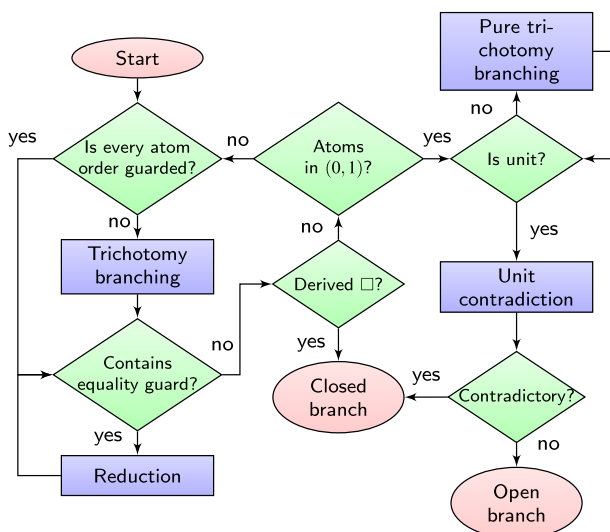 Start
Is every atom
order guarded?
yes
no
Trichotomy
branching
Contains
equality guard?
yes
no
Reduction
no
Atoms
in (0, 1)?
yes
no
Derived □?
yes
Closed
branch
Pure tri-
chotomy
branching
no
Is unit?
yes
Unit
contradiction
Contradictory?
yes
no
Open
branch